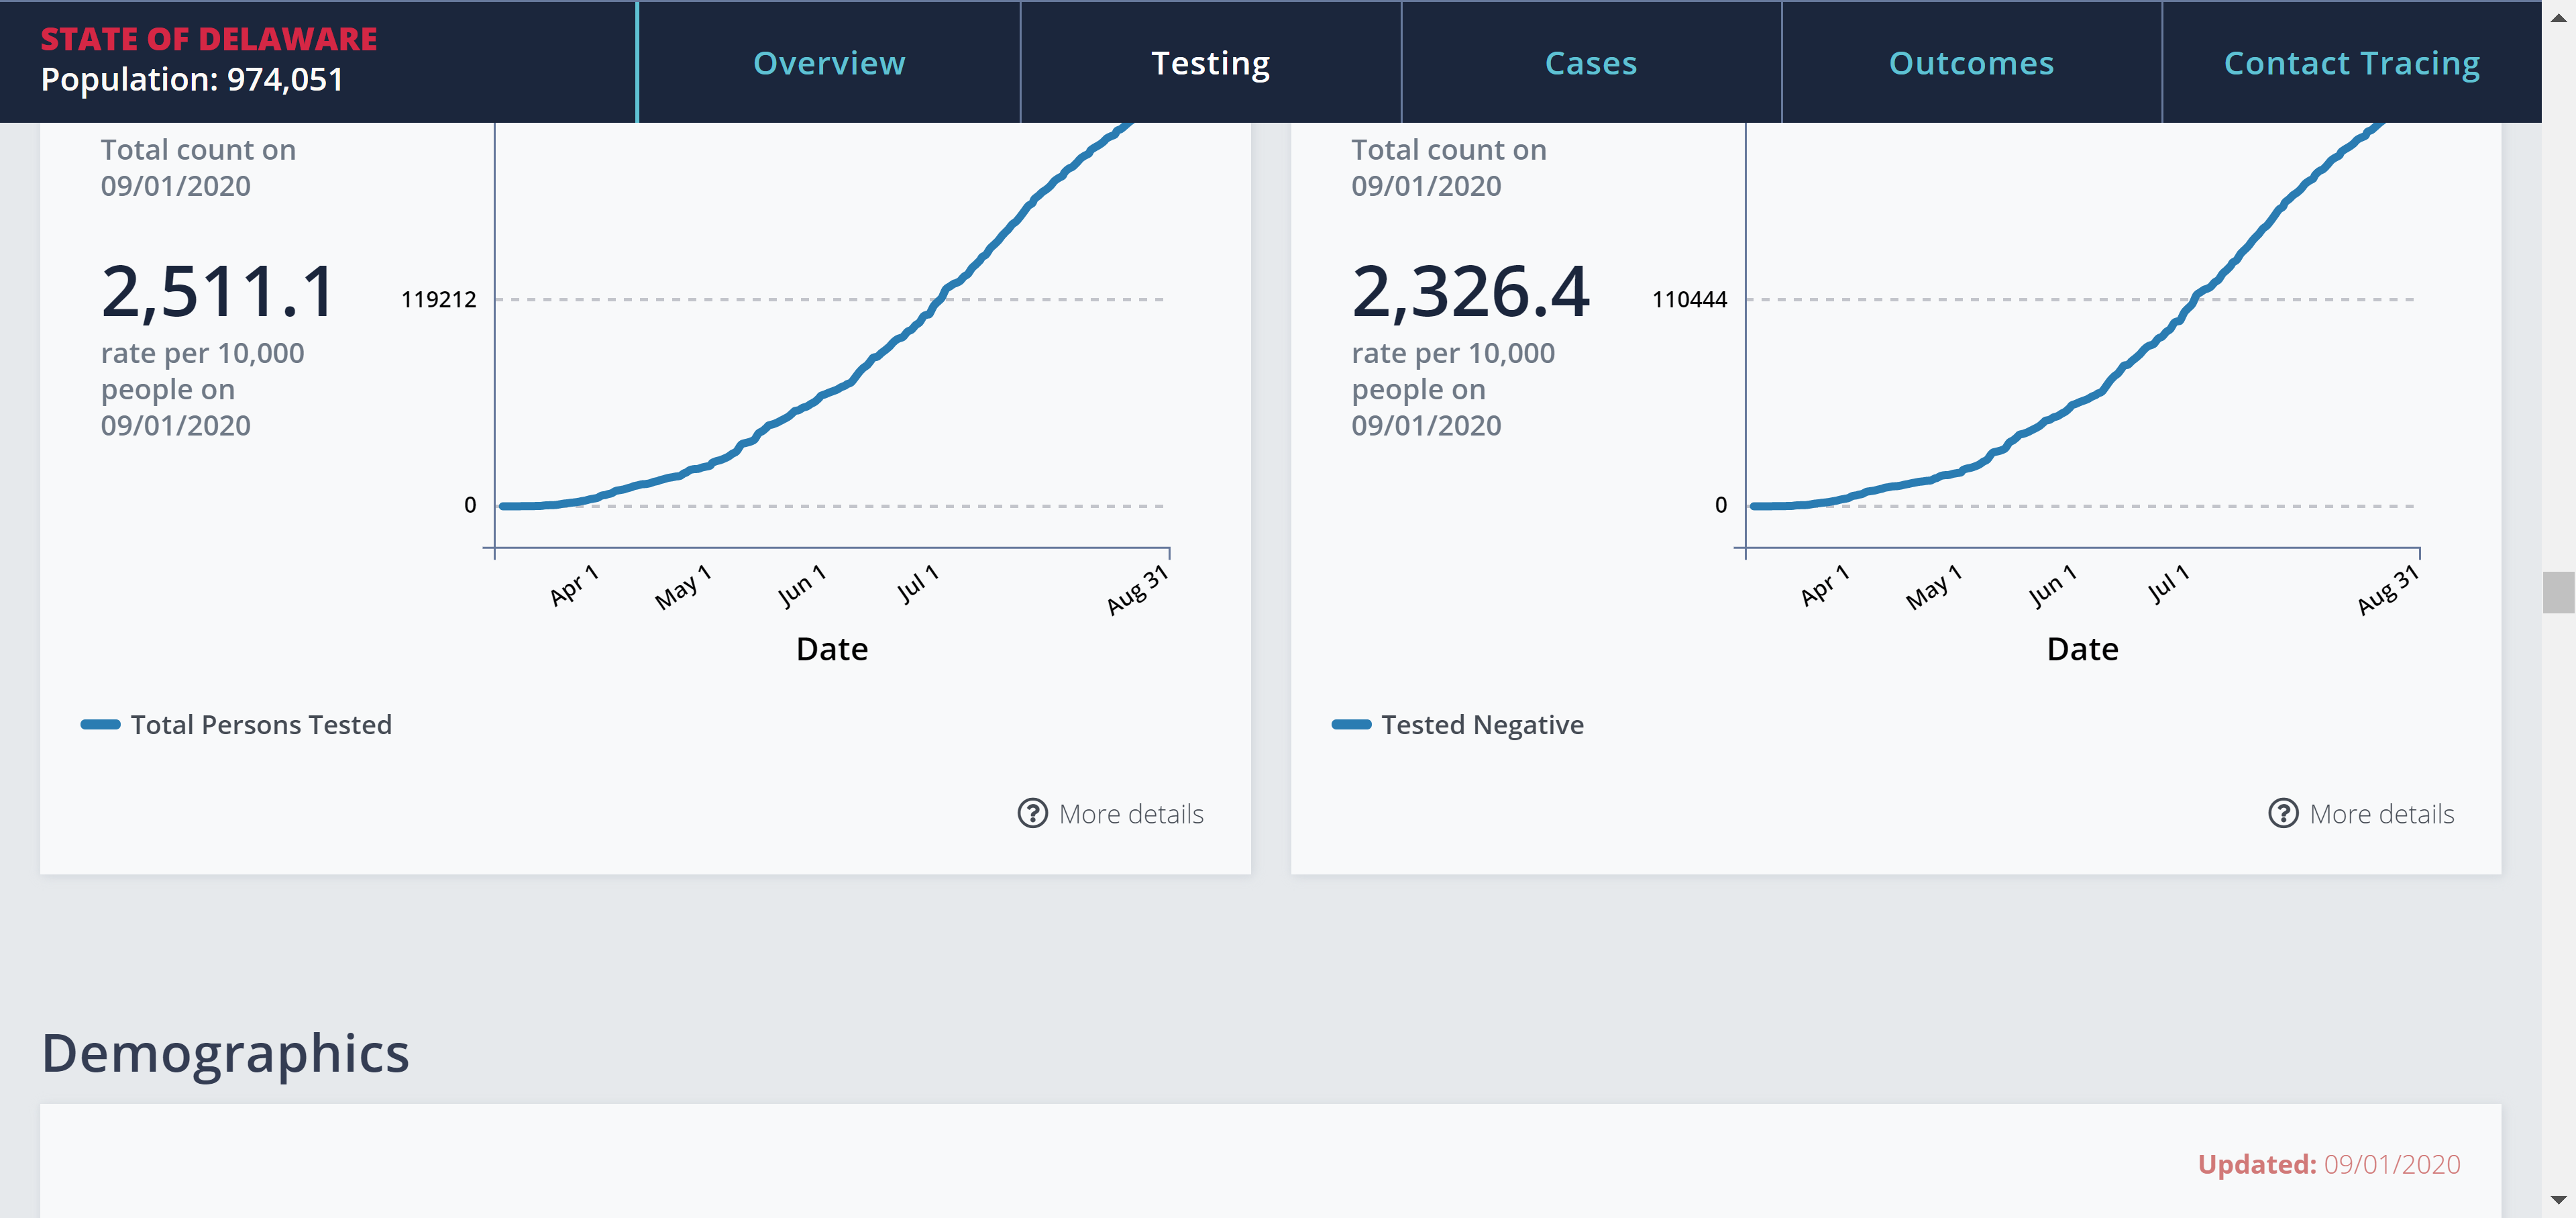 STATE OF DELAWARE
Population: 974,051
Overview
Testing
Cases
Outcomes
Contact Tracing
Total count on
09/01/2020
2,511.1
rate per 10,000
people on
09/01/2020
119212
0
Apr 1
May 1
Jun 1
Jul 1
Aug 31
Date
Total Persons Tested
More details
Total count on
09/01/2020
2,326.4
rate per 10,000
people on
09/01/2020
110444
0
Apr 1
May 1
Jun 1
Jul 1
Aug 31
Date
Tested Negative
More details
Demographics
Updated: 09/01/2020